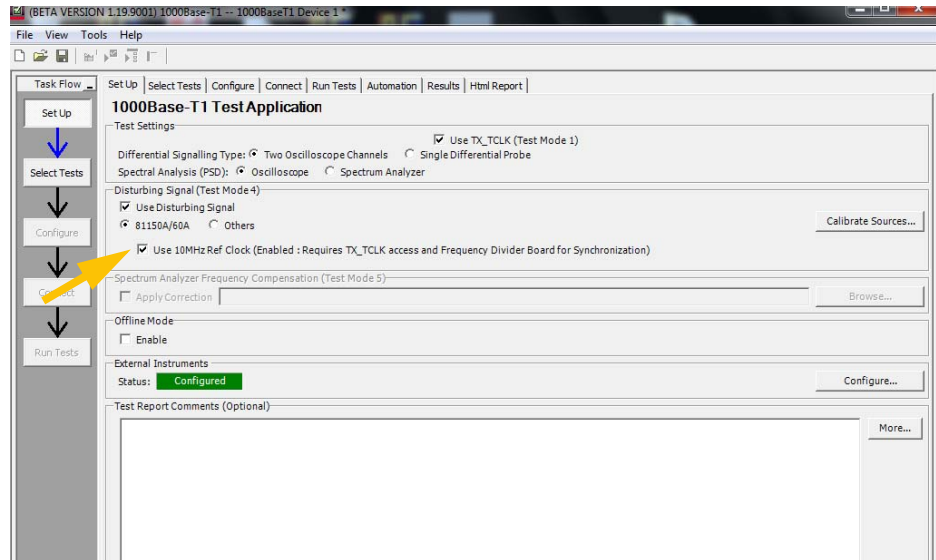 (BETA VERSION 1.19.9001) 1000Base-T1 -- 1000BaseT1 Device 1 *
File View Tools Help
Task Flow
Set Up
Select Tests
Configure
Connect
Run Tests
Set Up Select Tests Configure Connect Run Tests Automation Results Html Report
1000Base-T1 Test Application
Test Settings
Use TX_TCLK (Test Mode 1)
Differential Signalling Type: Two Oscilloscope Channels Single Differential Probe
Spectral Analysis (PSD): Oscilloscope Spectrum Analyzer
Disturbing Signal (Test Mode 4)
Use Disturbing Signal
81150A/60A Others
Calibrate Sources...
Use 10MHz Ref Clock (Enabled : Requires TX_TCLK access and Frequency Divider Board for Synchronization)
Spectrum Analyzer Frequency Compensation (Test Mode 5)
Apply Correction
Browse...
Offline Mode
Enable
External Instruments
Status: Configured
Configure...
Test Report Comments (Optional)
More...